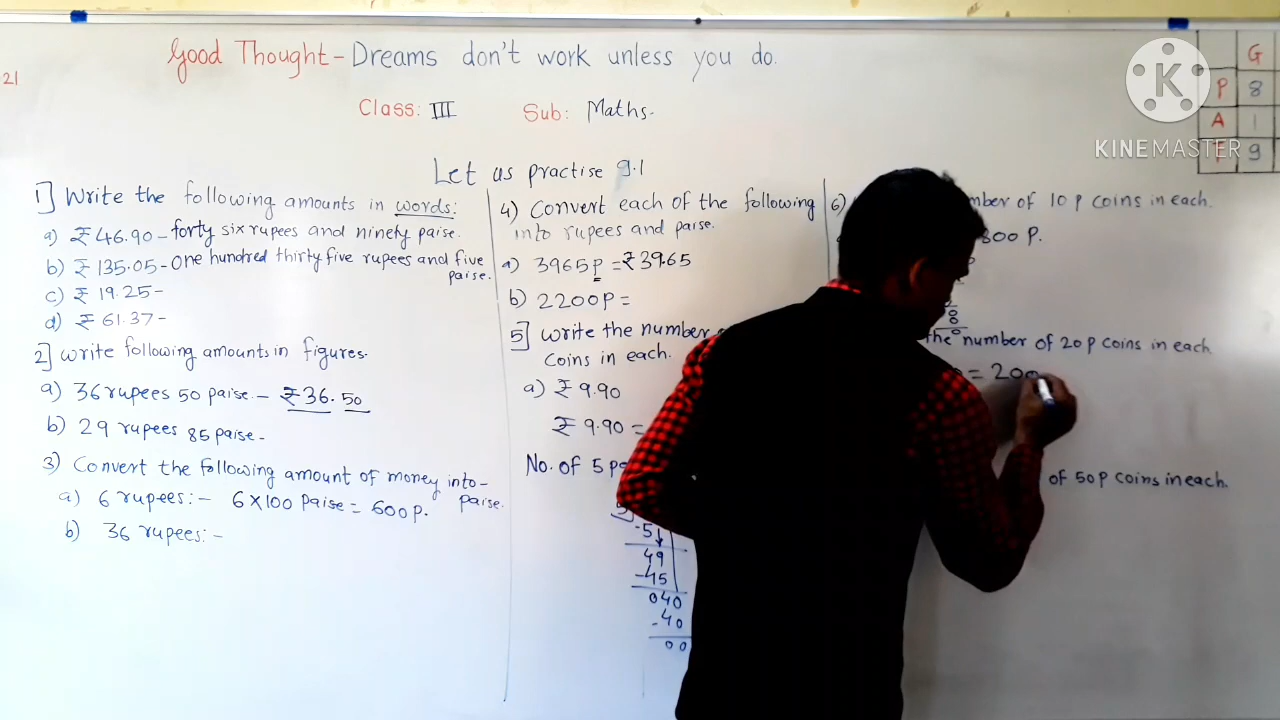 Good Thought - Dreams don't work unless you do.
21
Class: III Sub: Maths.
G
P 8
A 1
9
KINEMASTER
Let us practise 9.1
1] Write the following amounts in words:
a) ₹46.90 - forty six rupees and ninety paise.
b) ₹135.05 - One hundred thirty five rupees and five paise.
c) ₹ 19.25 -
d) ₹ 61.37 -
2] Write following amounts in figures.
a) 36 rupees 50 paise. - ₹36.50
b) 29 rupees 85 paise -
3) Convert the following amount of money into - paise.
a) 6 rupees: - 6 X 100 Paise = 600 P.
b) 36 rupees: -
4) Convert each of the following
into rupees and paise.
a) 3965p = ₹39.65
b) 2200P =
5] Write the number
coins in each.
a) ₹ 9.90
₹ 9.90 =
No. of 5
-5
49
-45
040
-40
00
6) number of 10 p coins in each.
800 P.
8
0
the number of 20 p coins in each.
= 200
of 50 p coins in each.